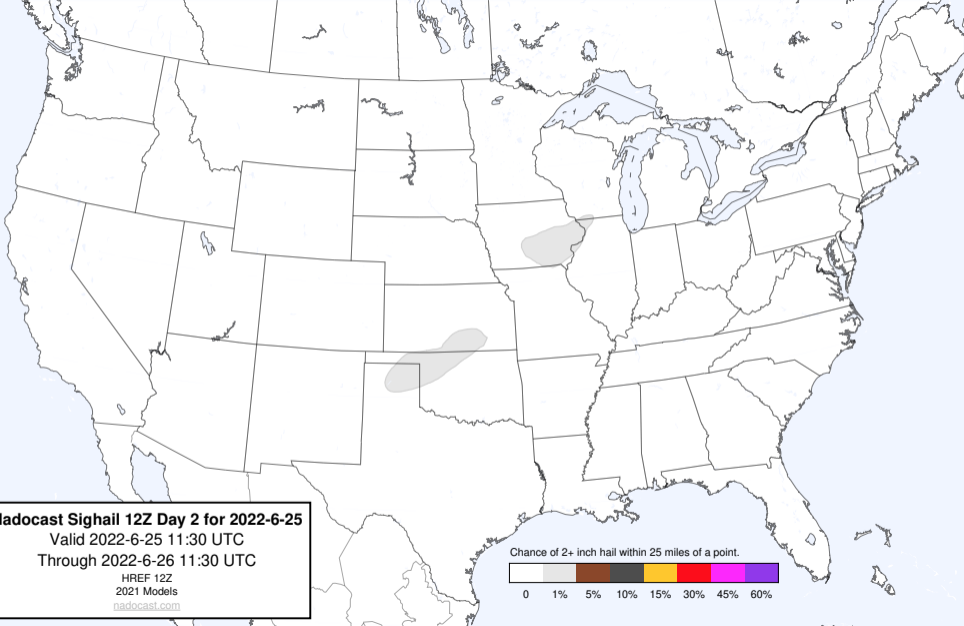 adocast Sighail 12Z Day 2 for 2022-6-25
Valid 2022-6-25 11:30 UTC
Through 2022-6-26 11:30 UTC
HREF 12Z
2021 Models
nadocast.com
Chance of 2+ inch hail within 25 miles of a point.
0 1% 5% 10% 15% 30% 45% 60%